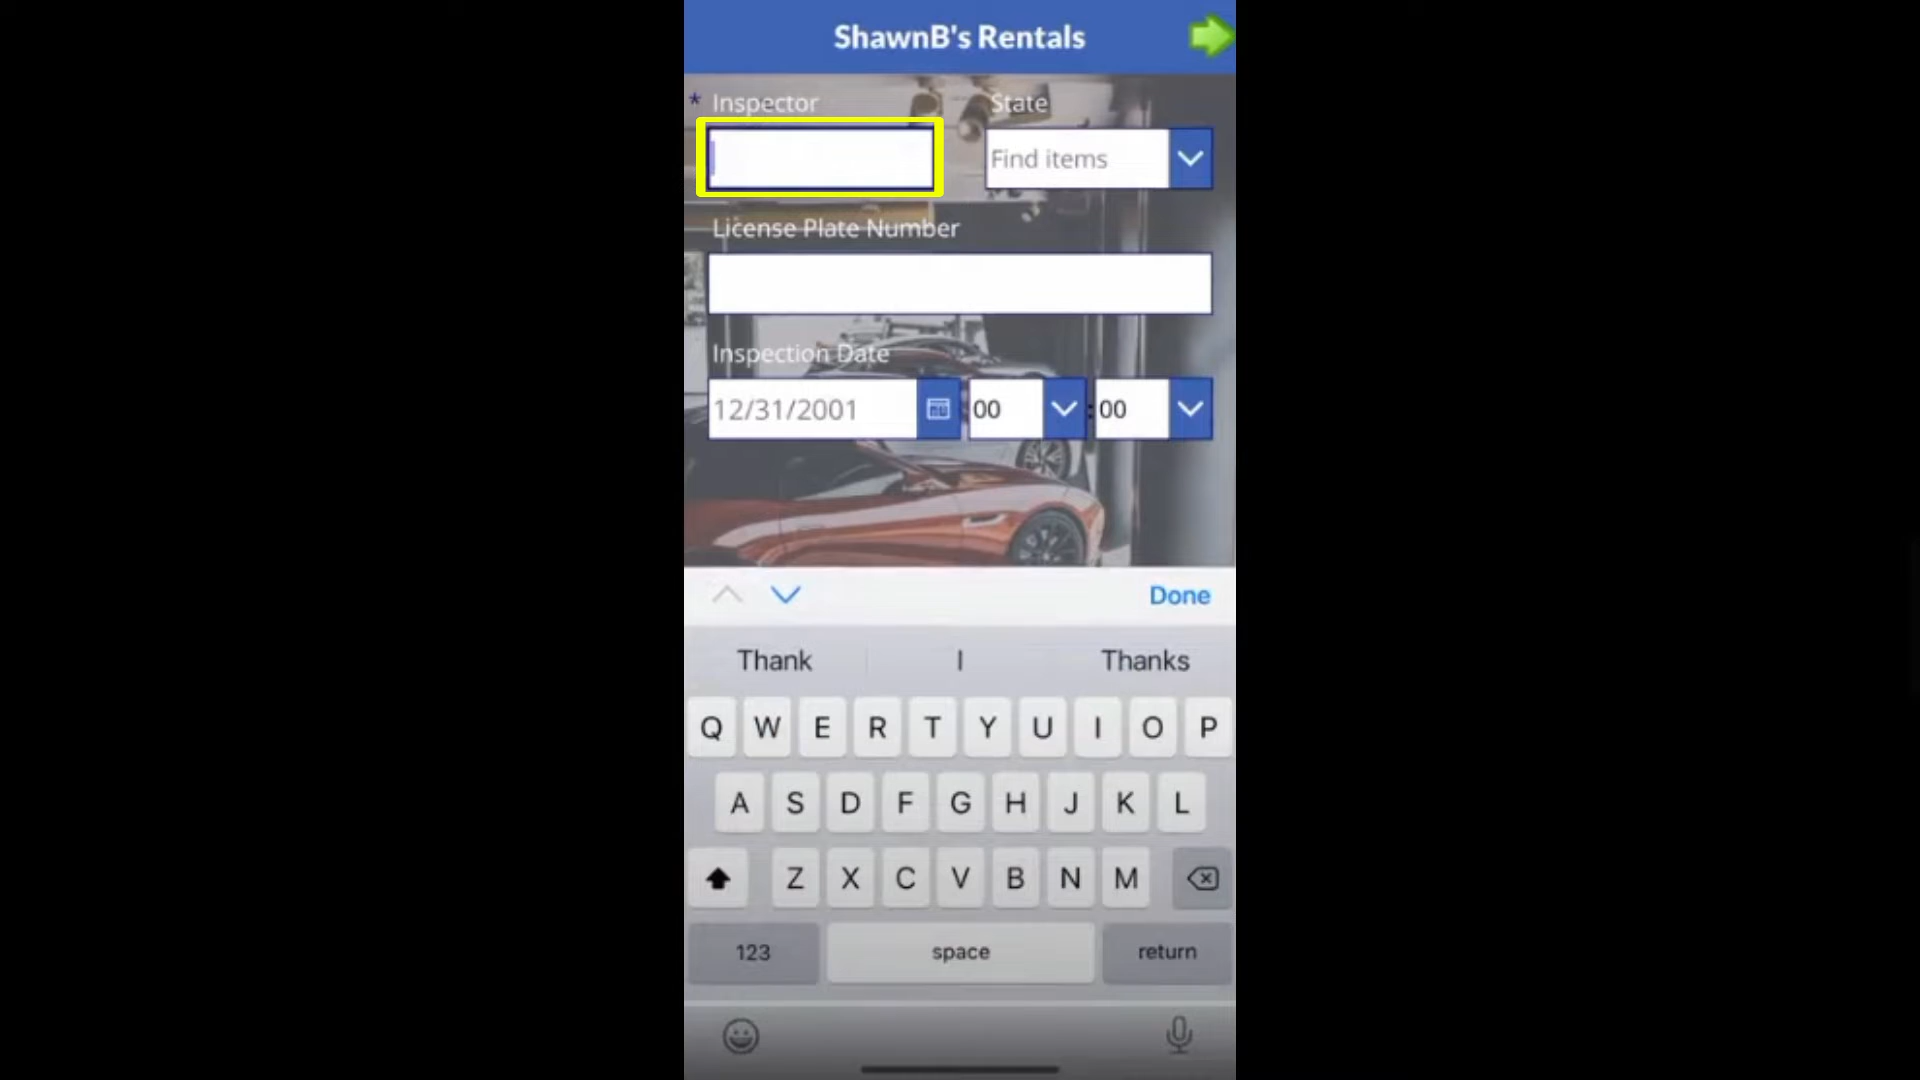 ShawnB's Rentals
* Inspector
State
Find items
License Plate Number
Inspection Date
12/31/2001
00
:
00
Done
Thank
I
Thanks
Q W E R T Y U I O P
A S D F G H J K L
Z X C V B N M
123
space
return